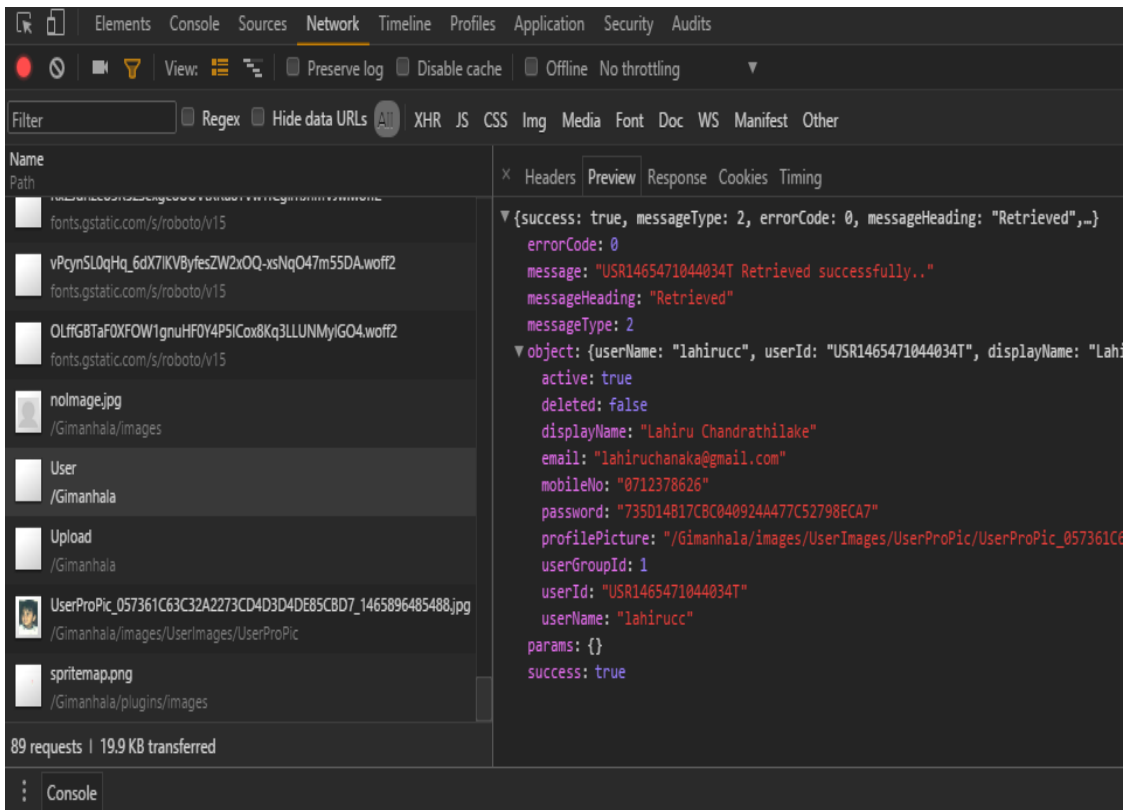 Elements Console Sources Network Timeline Profiles Application Security Audits
View: Preserve log Disable cache Offline No throttling
Filter Regex Hide data URLs All XHR JS CSS Img Media Font Doc WS Manifest Other
Name
Path
fonts.gstatic.com/s/roboto/v15
fonts.gstatic.com/s/roboto/v15
fonts.gstatic.com/s/roboto/v15
noImage.jpg
/Gimanhala/images
User
/Gimanhala
Upload
/Gimanhala
UserProPic_057361C63C32A2273CD4D3D4DE85CBD7_1465896485488.jpg
/Gimanhala/images/UserImages/UserProPic
spritemap.png
/Gimanhala/plugins/images
89 requests | 19.9 KB transferred
× Headers Preview Response Cookies Timing
{success: true, messageType: 2, errorCode: 0, messageHeading: "Retrieved",…}
errorCode: 0
message: "USR1465471044034T Retrieved successfully.."
messageHeading: "Retrieved"
messageType: 2
object: {userName: "lahirucc", userId: "USR1465471044034T", displayName: "Lahi
active: true
deleted: false
displayName: "Lahiru Chandrathilake"
email: "lahiruchanaka@gmail.com"
mobileNo: "0712378626"
password: "735D14B17CBC040924A477C52798ECA7"
profilePicture: "/Gimanhala/images/UserImages/UserProPic/UserProPic_057361C6
userGroupId: 1
userId: "USR1465471044034T"
userName: "lahirucc"
params: {}
success: true
Console